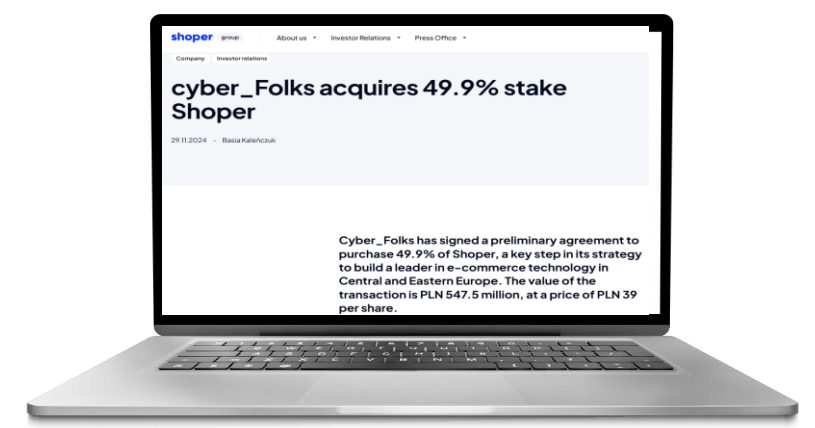 shoper group About us Investor Relations Press Office
Company Investor relations
cyber_Folks acquires 49.9% stake
Shoper
29.11.2024 - Basia Kaleńczuk
Cyber_Folks has signed a preliminary agreement to
purchase 49.9% of Shoper, a key step in its strategy
to build a leader in e-commerce technology in
Central and Eastern Europe. The value of the
transaction is PLN 547.5 million, at a price of PLN 39
per share.